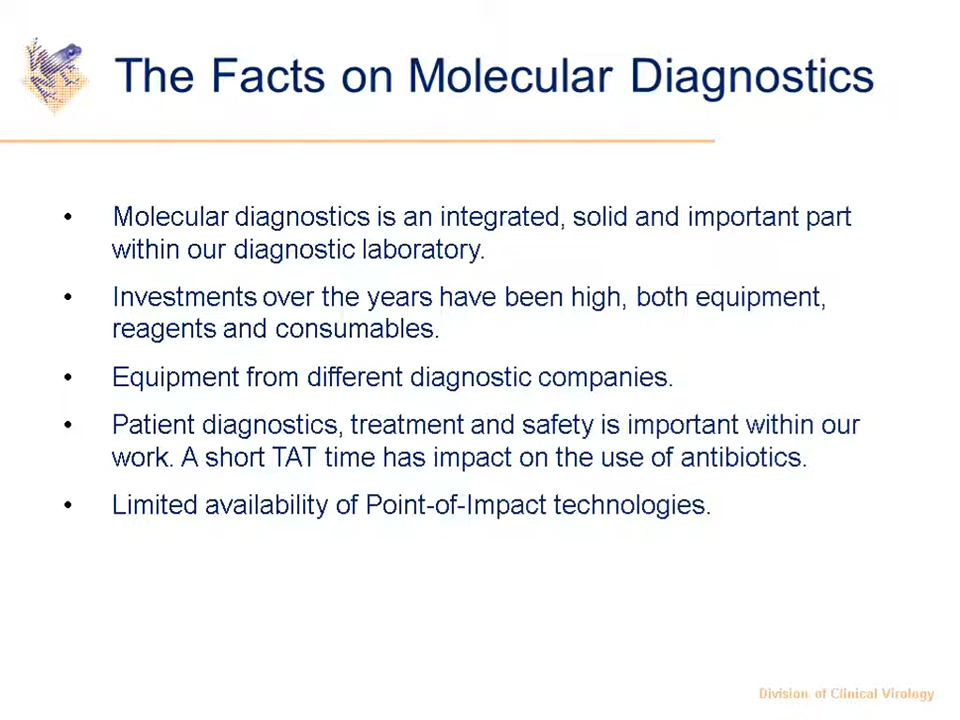 The Facts on Molecular Diagnostics
• Molecular diagnostics is an integrated, solid and important part
within our diagnostic laboratory.
• Investments over the years have been high, both equipment,
reagents and consumables.
• Equipment from different diagnostic companies.
• Patient diagnostics, treatment and safety is important within our
work. A short TAT time has impact on the use of antibiotics.
• Limited availability of Point-of-Impact technologies.
Division of Clinical Virology